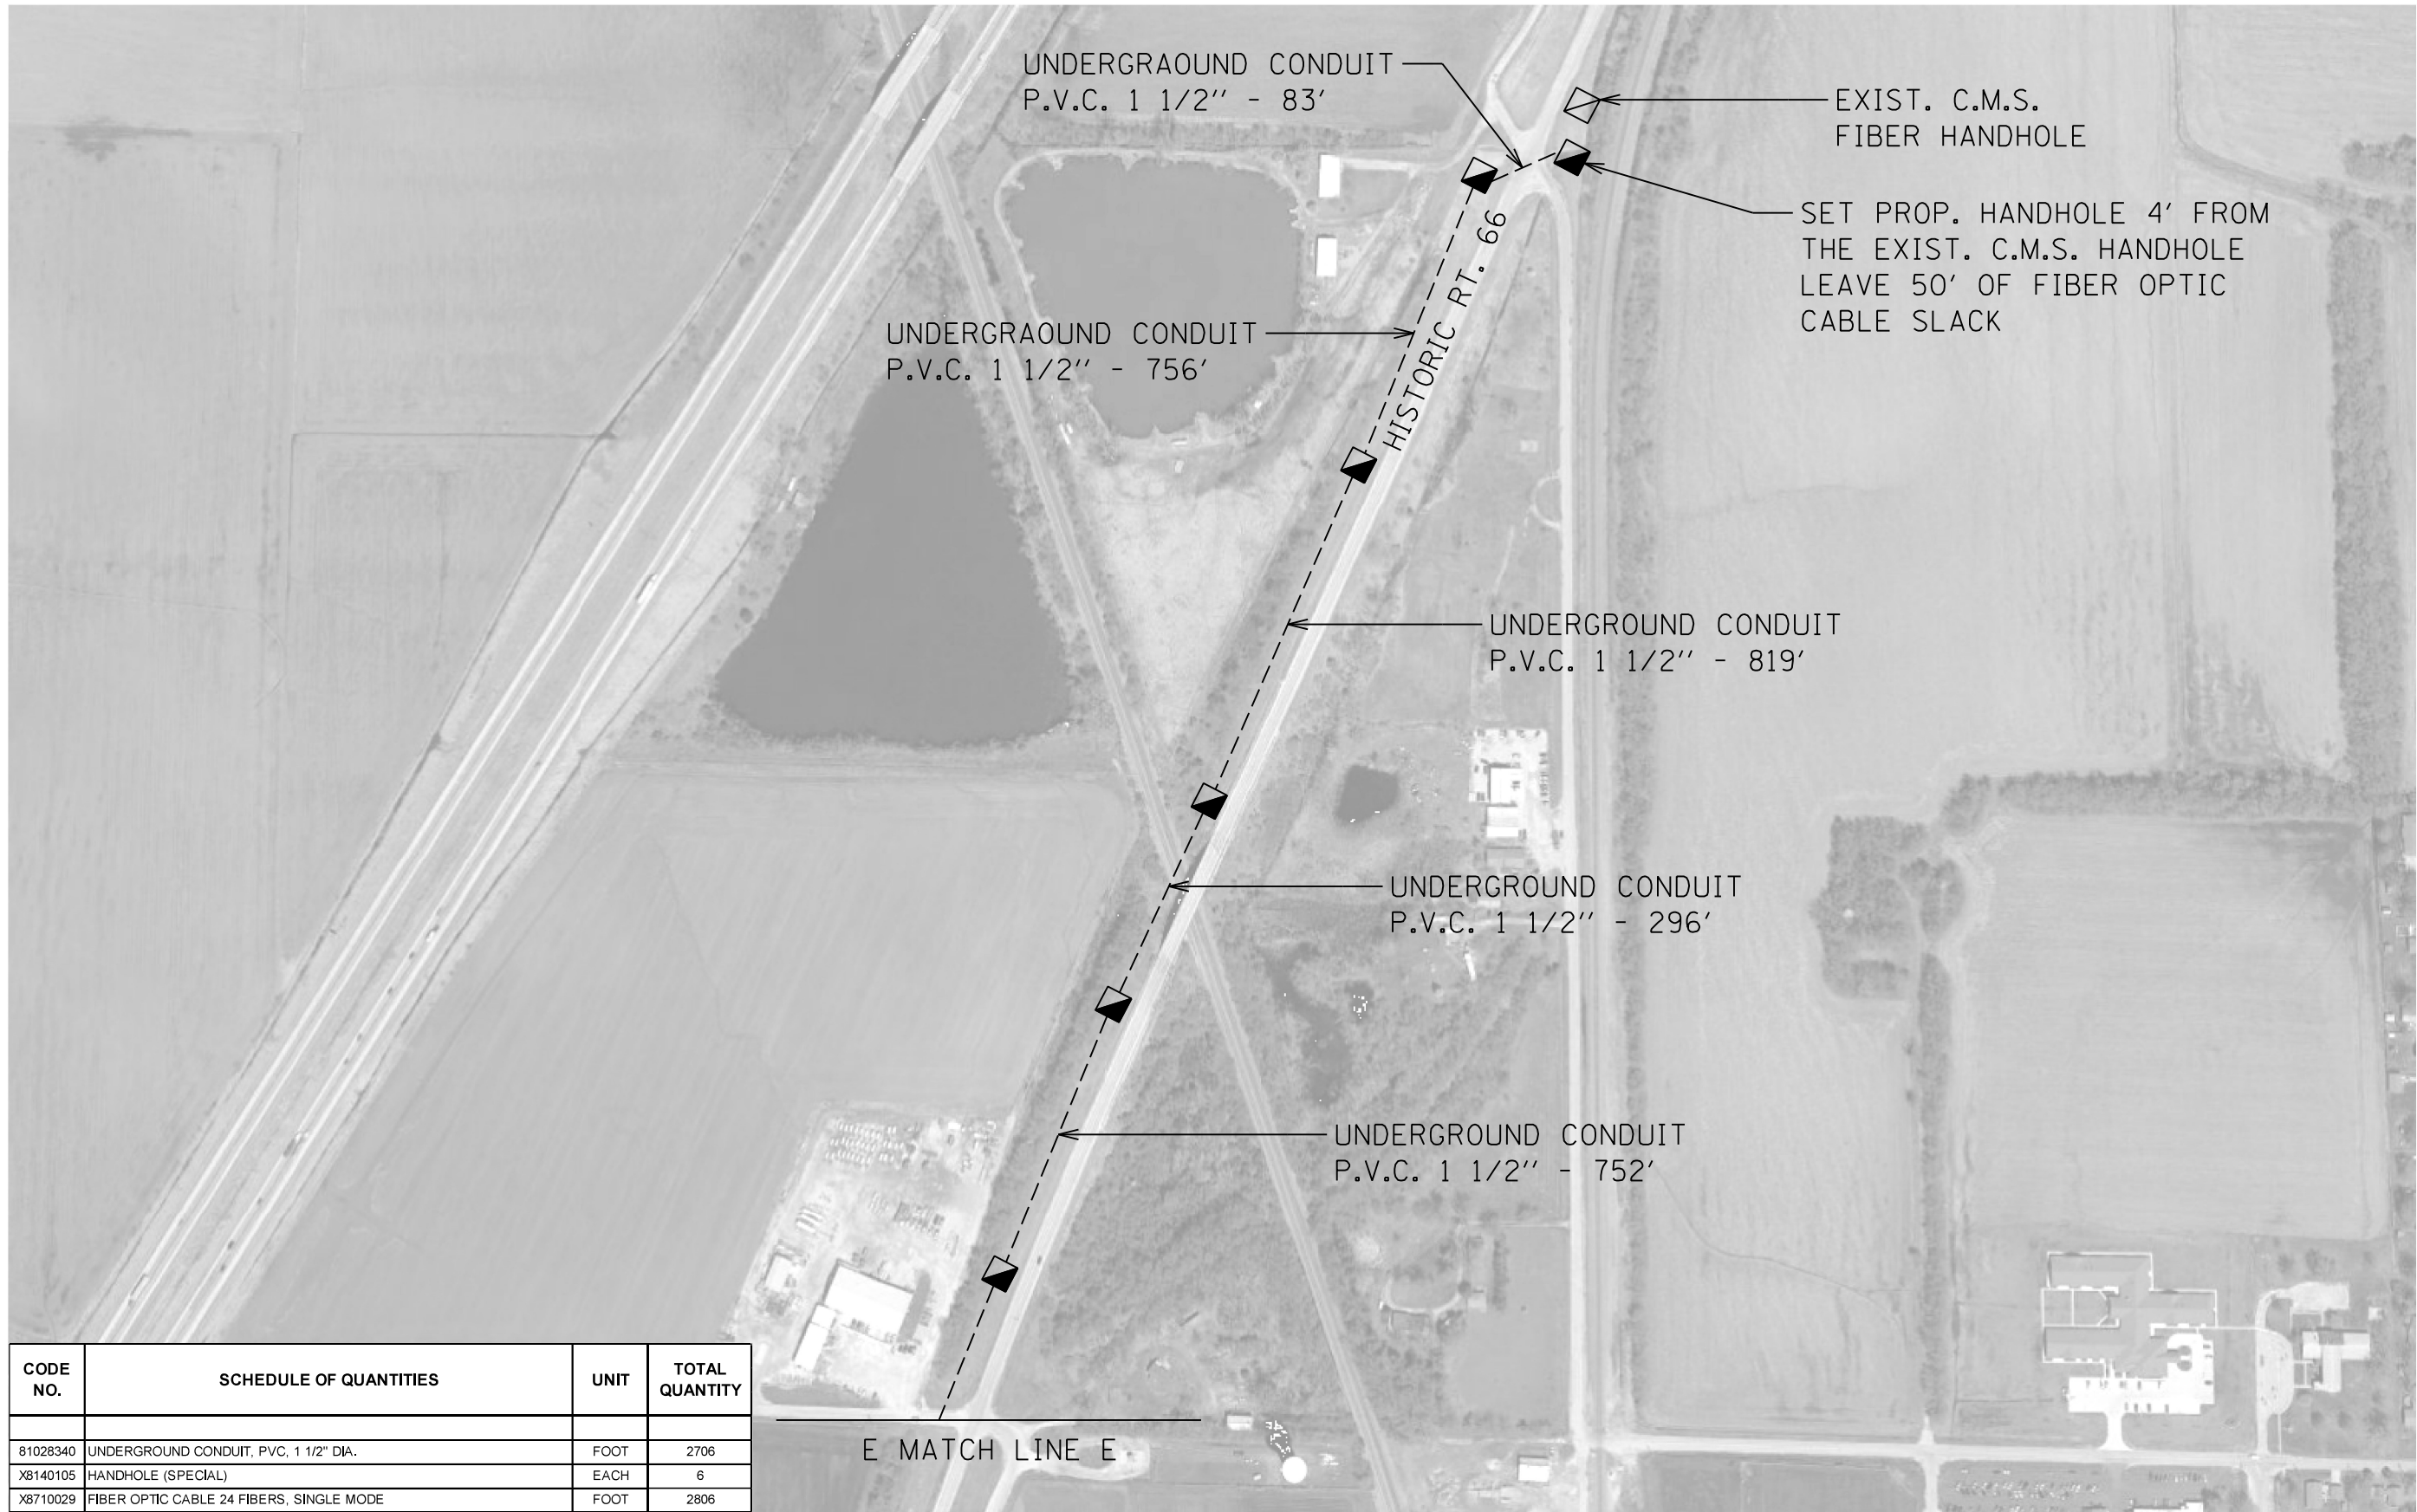 UNDERGRAOUND CONDUIT
P.V.C. 1 1/2" - 83'
EXIST. C.M.S.
FIBER HANDHOLE
SET PROP. HANDHOLE 4' FROM
THE EXIST. C.M.S. HANDHOLE
LEAVE 50' OF FIBER OPTIC
CABLE SLACK
HISTORIC RT. 66
UNDERGRAOUND CONDUIT
P.V.C. 1 1/2" - 756'
UNDERGROUND CONDUIT
P.V.C. 1 1/2" - 819'
UNDERGROUND CONDUIT
P.V.C. 1 1/2" - 296'
UNDERGROUND CONDUIT
P.V.C. 1 1/2" - 752'
E MATCH LINE E
CODE NO. SCHEDULE OF QUANTITIES UNIT TOTAL QUANTITY
81028340 UNDERGROUND CONDUIT, PVC, 1 1/2" DIA. FOOT 2706
X8140105 HANDHOLE (SPECIAL) EACH 6
X8710029 FIBER OPTIC CABLE 24 FIBERS, SINGLE MODE FOOT 2806